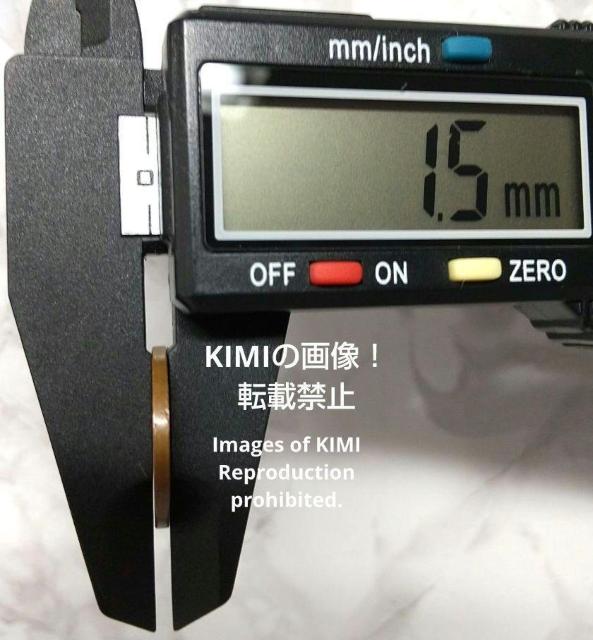 mm/inch
1.5 mm
OFF ON ZERO
KIMIの画像！
転載禁止
Images of KIMI
Reproduction
prohibited.